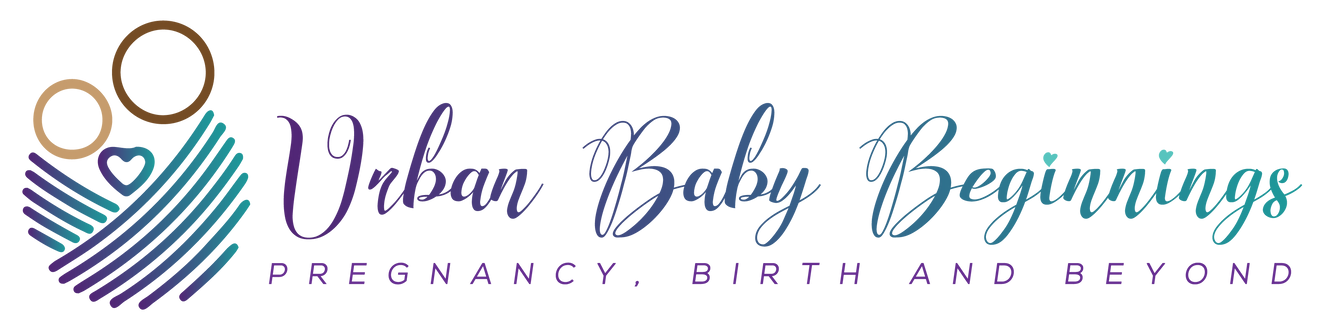 Urban Baby Beginnings
PREGNANCY, BIRTH AND BEYOND